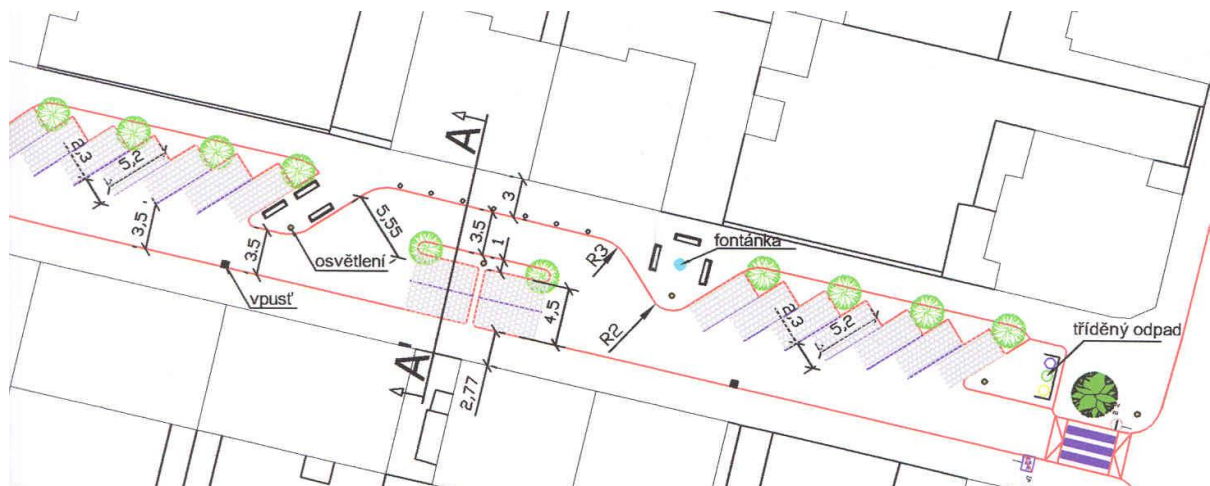 A
2,3
5,2
3,5
3.5
5,55
3.5
3
1
osvětlení
vpusť
4,5
R3
R2
fontánka
2,3
5,2
tříděný odpad
A
2,77